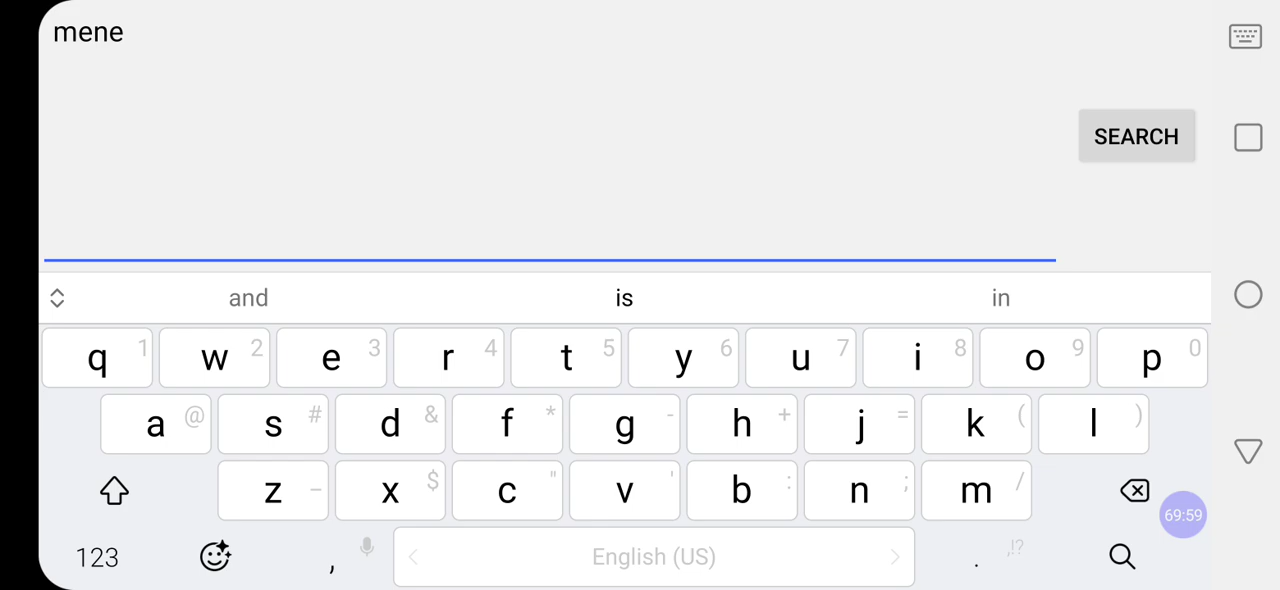 mene
SEARCH
and is in
q 1 w 2 e 3 r 4 t 5 y 6 u 7 i 8 o 9 p 0
a @ s # d & f * g - h + j = k ( l )
z _ x $ c " v ' b : n ; m /
69:59
123 , < English (US) > . ,!?